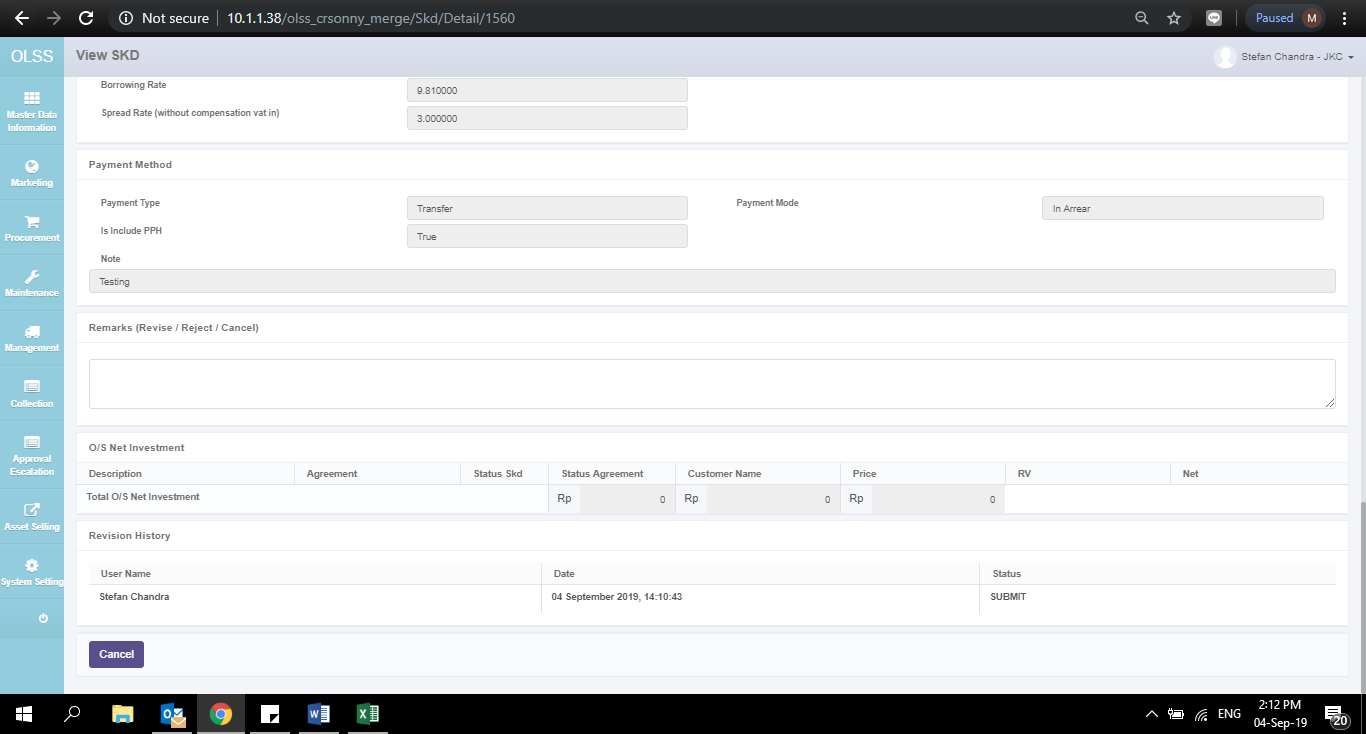 Not secure 10.1.1.38/olss_crsonny_merge/Skd/Detail/1560 Paused M
OLSS View SKD Stefan Chandra - JKC
Master Data
Information
Marketing
Procurement
Maintenance
Management
Collection
Approval
Escalation
Asset Selling
System Setting
Borrowing Rate 9.810000
Spread Rate (without compensation vat in) 3.000000
Payment Method
Payment Type Transfer Payment Mode In Arrear
Is Include PPH True
Note
Testing
Remarks (Revise / Reject / Cancel)
O/S Net Investment
Description Agreement Status Skd Status Agreement Customer Name Price RV Net
Total O/S Net Investment Rp 0 Rp 0 Rp 0
Revision History
User Name Date Status
Stefan Chandra 04 September 2019, 14:10:43 SUBMIT
Cancel
ENG 2:12 PM
04-Sep-19 20